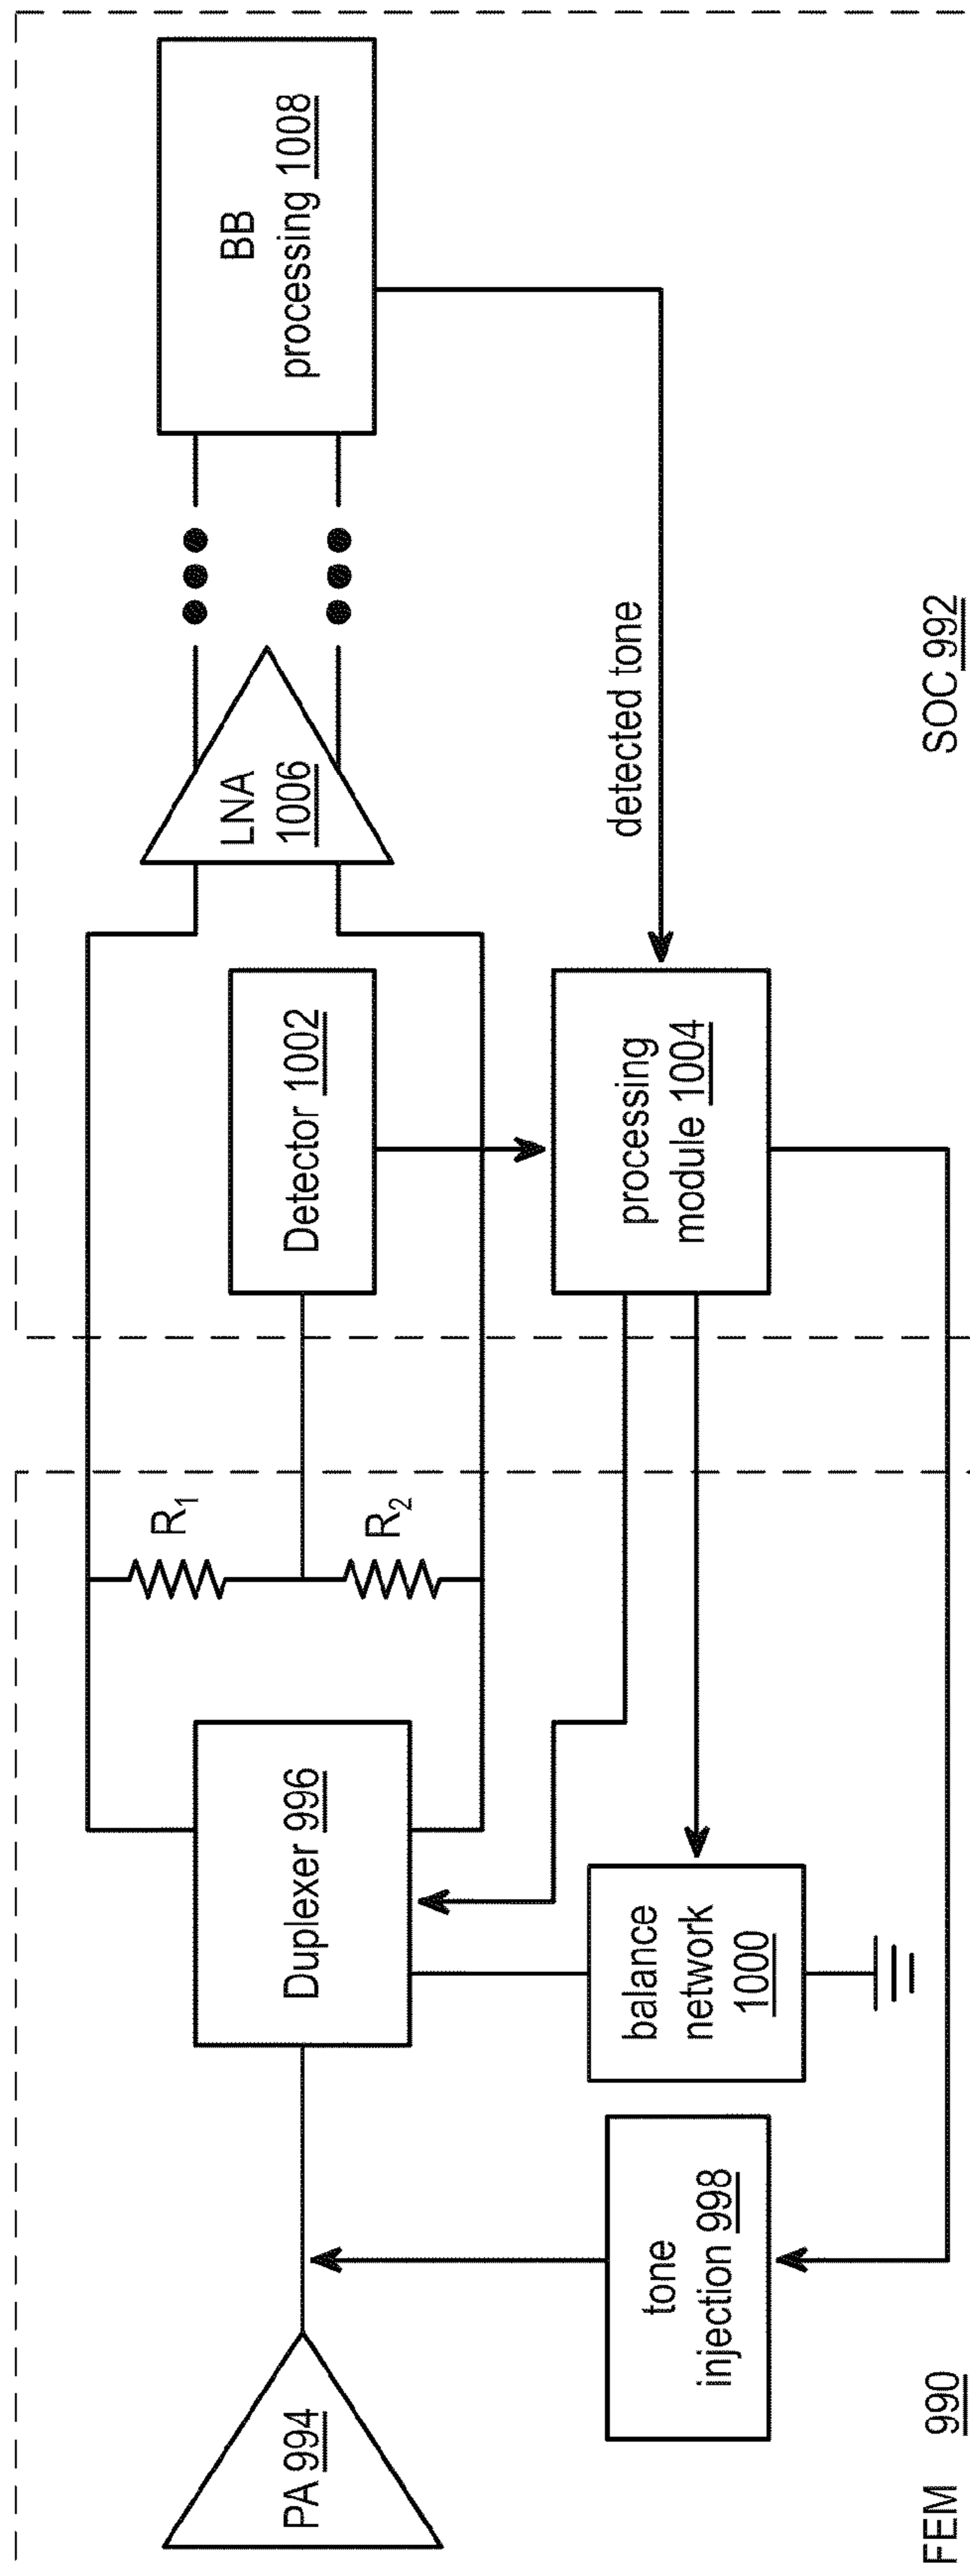 PA 994
Duplexer 996
R1
R2
Detector 1002
LNA
1006
BB
processing 1008
tone
injection 998
balance
network
1000
processing
module 1004
detected tone
FEM 990
SOC 992